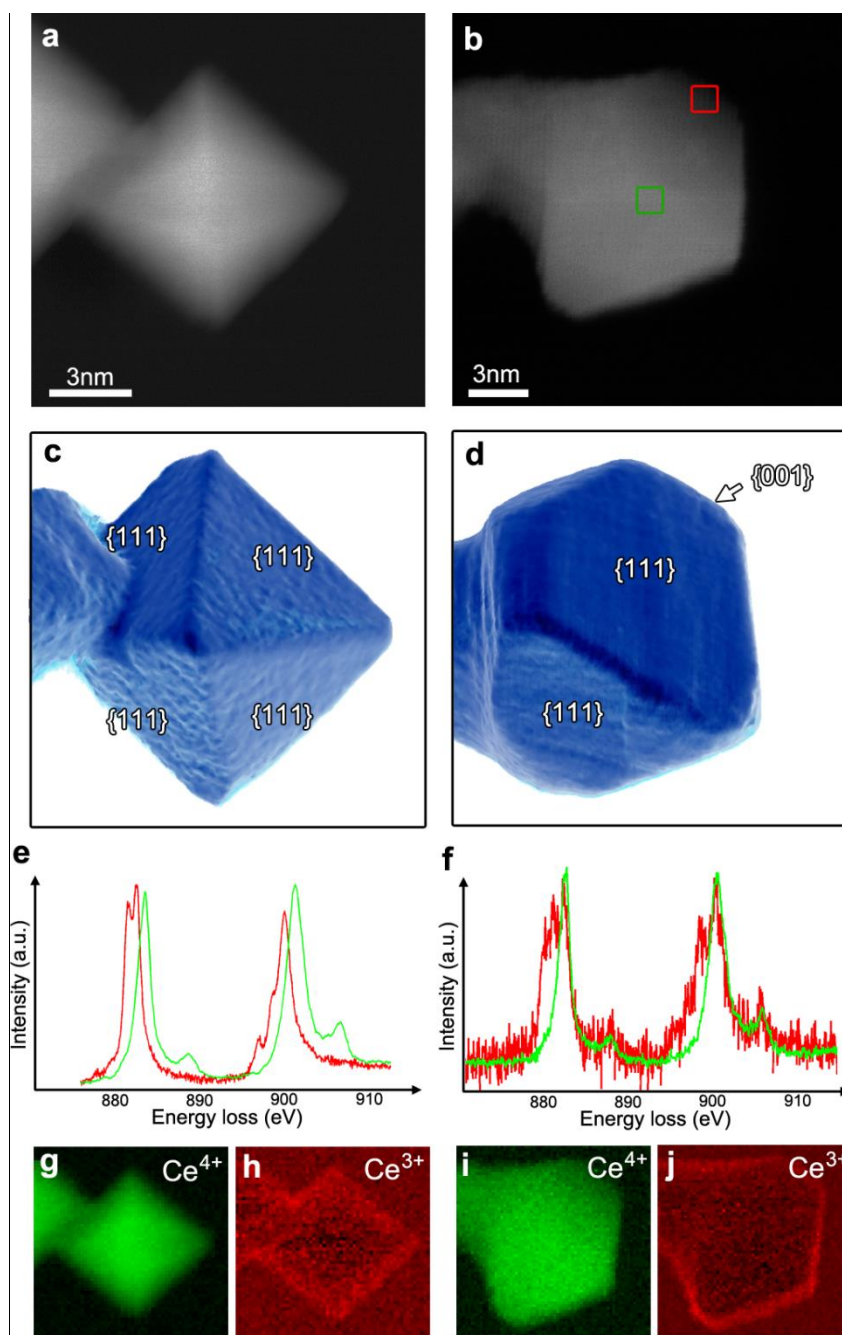 a
b
3nm
3nm
c
{111}
{111}
{111}
{111}
d
{001}
{111}
{111}
e
Intensity (a.u.)
880 890 900 910
Energy loss (eV)
f
Intensity (a.u.)
880 890 900 910
Energy loss (eV)
g Ce⁴⁺
h Ce³⁺
i Ce⁴⁺
j Ce³⁺